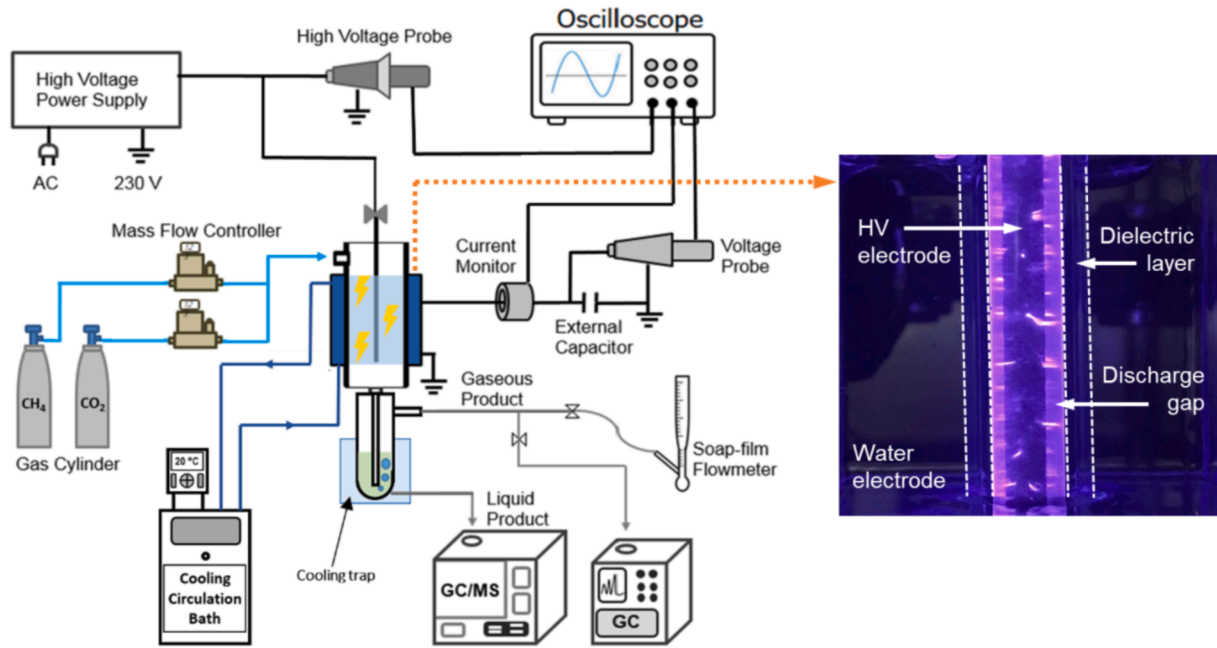 Oscilloscope
High Voltage Probe
High Voltage
Power Supply
AC
230 V
Mass Flow Controller
Current
Monitor
Voltage
Probe
External
Capacitor
CH4
CO2
Gas Cylinder
Gaseous
Product
Soap-film
Flowmeter
20 °C
Liquid
Product
Cooling trap
Cooling
Circulation
Bath
GC/MS
GC
HV
electrode
Dielectric
layer
Discharge
gap
Water
electrode